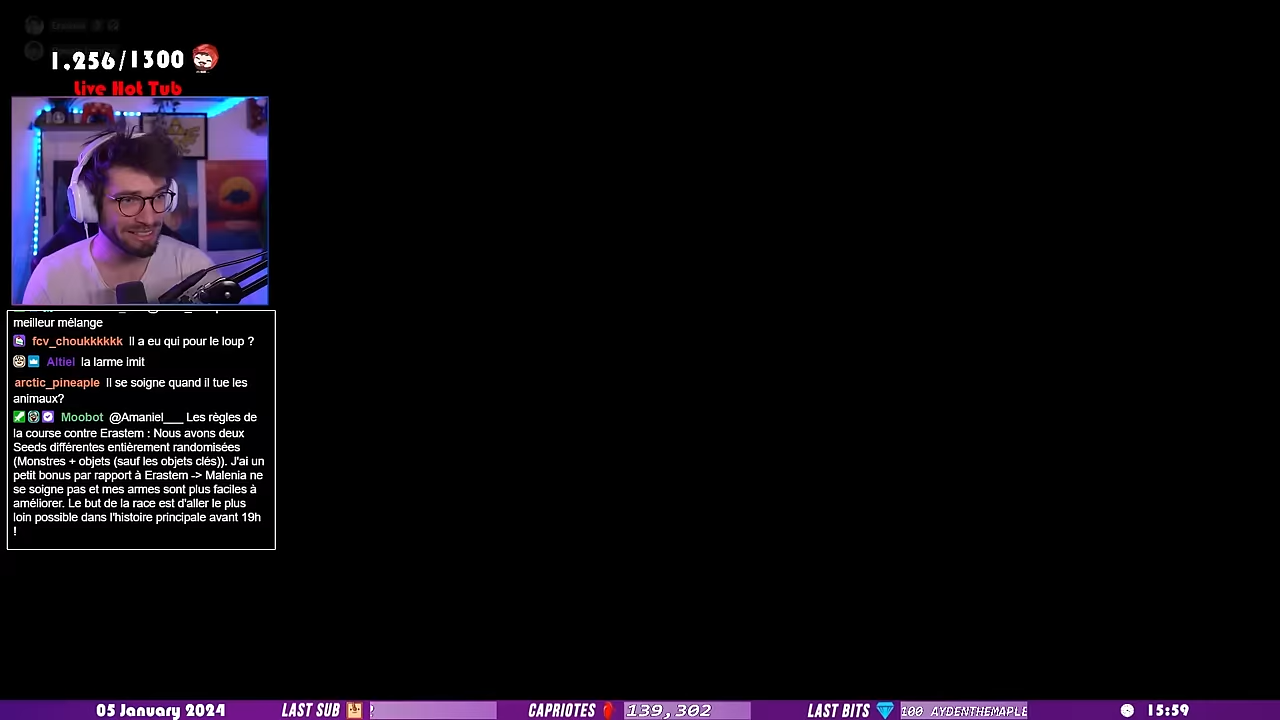 1,256/1300
Live Hot Tub
meilleur mélange
fcv_choukkkkkk Il a eu qui pour le loup ?
Altiel la larme imit
arctic_pineaple Il se soigne quand il tue les
animaux?
Moobot @Amaniel___ Les règles de
la course contre Erastem : Nous avons deux
Seeds différentes entièrement randomisées
(Monstres + objets (sauf les objets clés)). J'ai un
petit bonus par rapport à Erastem -> Malenia ne
se soigne pas et mes armes sont plus faciles à
améliorer. Le but de la race est d'aller le plus
loin possible dans l'histoire principale avant 19h
!
05 January 2024 LAST SUB CAPRIOTES 139,302 LAST BITS 100 AYDENTHEMAPLE 15:59